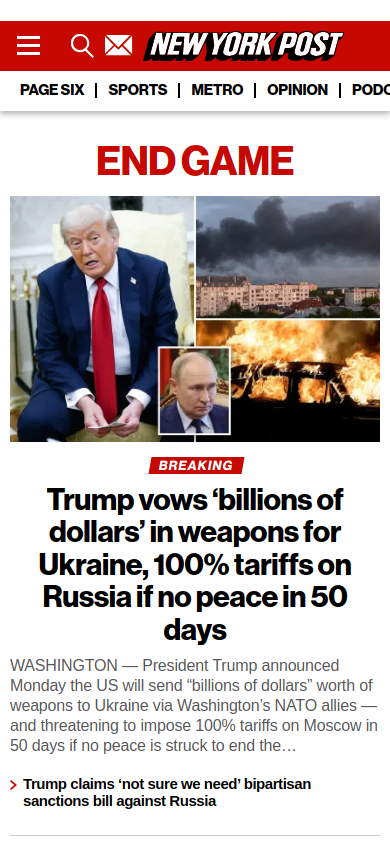 NEW YORK POST
PAGE SIX
SPORTS
METRO
OPINION
PODC
END GAME
BREAKING
Trump vows ‘billions of
dollars’ in weapons for
Ukraine, 100% tariffs on
Russia if no peace in 50
days
WASHINGTON — President Trump announced
Monday the US will send “billions of dollars” worth of
weapons to Ukraine via Washington’s NATO allies —
and threatening to impose 100% tariffs on Moscow in
50 days if no peace is struck to end the…
Trump claims ‘not sure we need’ bipartisan
sanctions bill against Russia